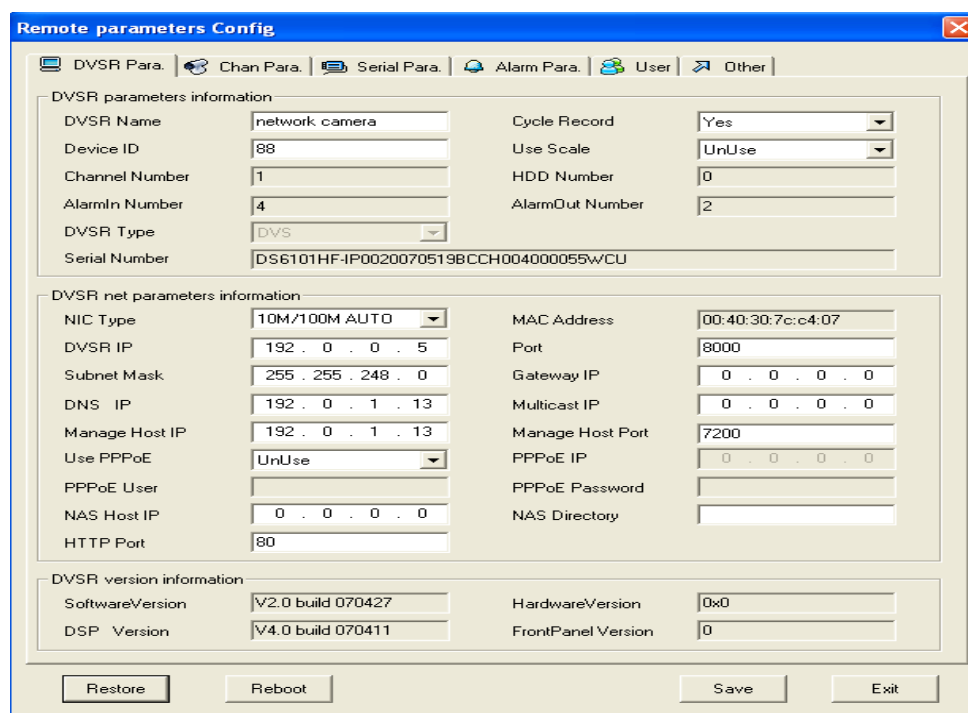 Remote parameters Config
DVSR Para. Chan Para. Serial Para. Alarm Para. User Other
DVSR parameters information
DVSR Name network camera Cycle Record Yes
Device ID 88 Use Scale UnUse
Channel Number 1 HDD Number 0
AlarmIn Number 4 AlarmOut Number 2
DVSR Type DVS
Serial Number DS6101HF-IP0020070519BCCH004000055WCU
DVSR net parameters information
NIC Type 10M/100M AUTO MAC Address 00:40:30:7c:c4:07
DVSR IP 192 . 0 . 0 . 5 Port 8000
Subnet Mask 255 . 255 . 248 . 0 Gateway IP 0 . 0 . 0 . 0
DNS IP 192 . 0 . 1 . 13 Multicast IP 0 . 0 . 0 . 0
Manage Host IP 192 . 0 . 1 . 13 Manage Host Port 7200
Use PPPoE UnUse PPPoE IP 0 . 0 . 0 . 0
PPPoE User PPPoE Password
NAS Host IP 0 . 0 . 0 . 0 NAS Directory
HTTP Port 80
DVSR version information
SoftwareVersion V2.0 build 070427 HardwareVersion 0x0
DSP Version V4.0 build 070411 FrontPanel Version 0
Restore Reboot Save Exit